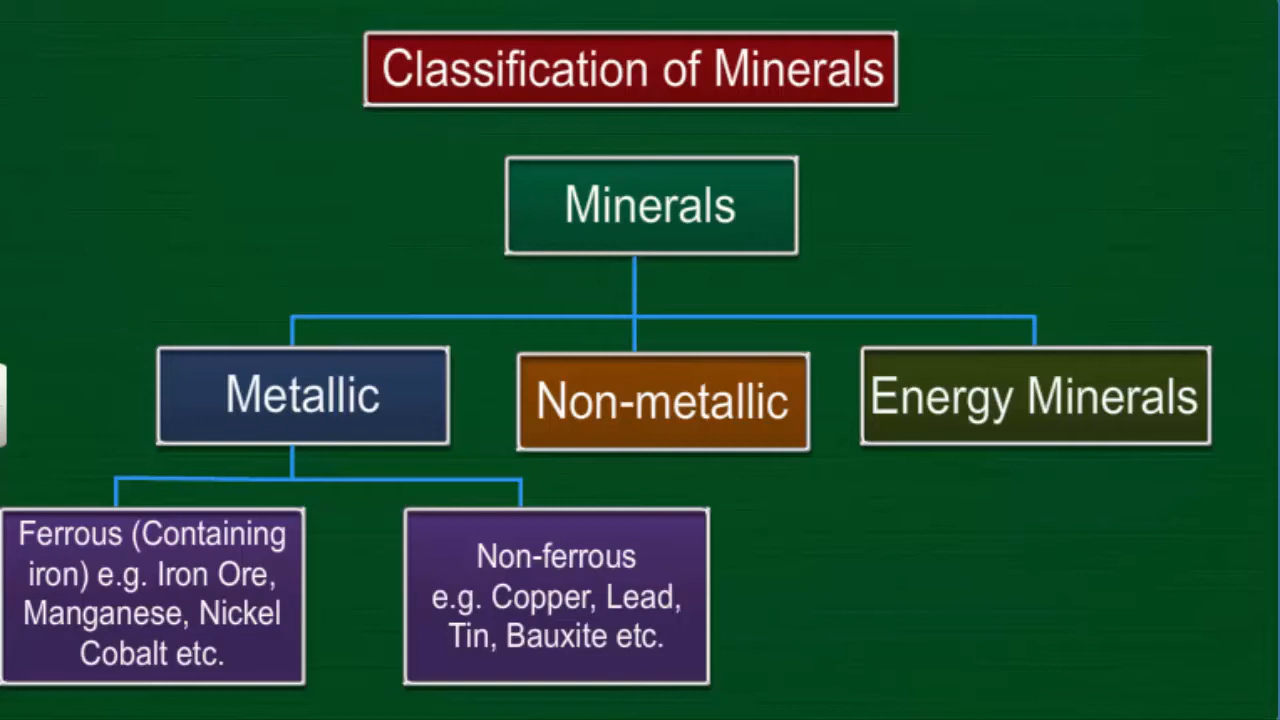 Classification of Minerals
Minerals
Metallic
Non-metallic
Energy Minerals
Ferrous (Containing
iron) e.g. Iron Ore,
Manganese, Nickel
Cobalt etc.
Non-ferrous
e.g. Copper, Lead,
Tin, Bauxite etc.